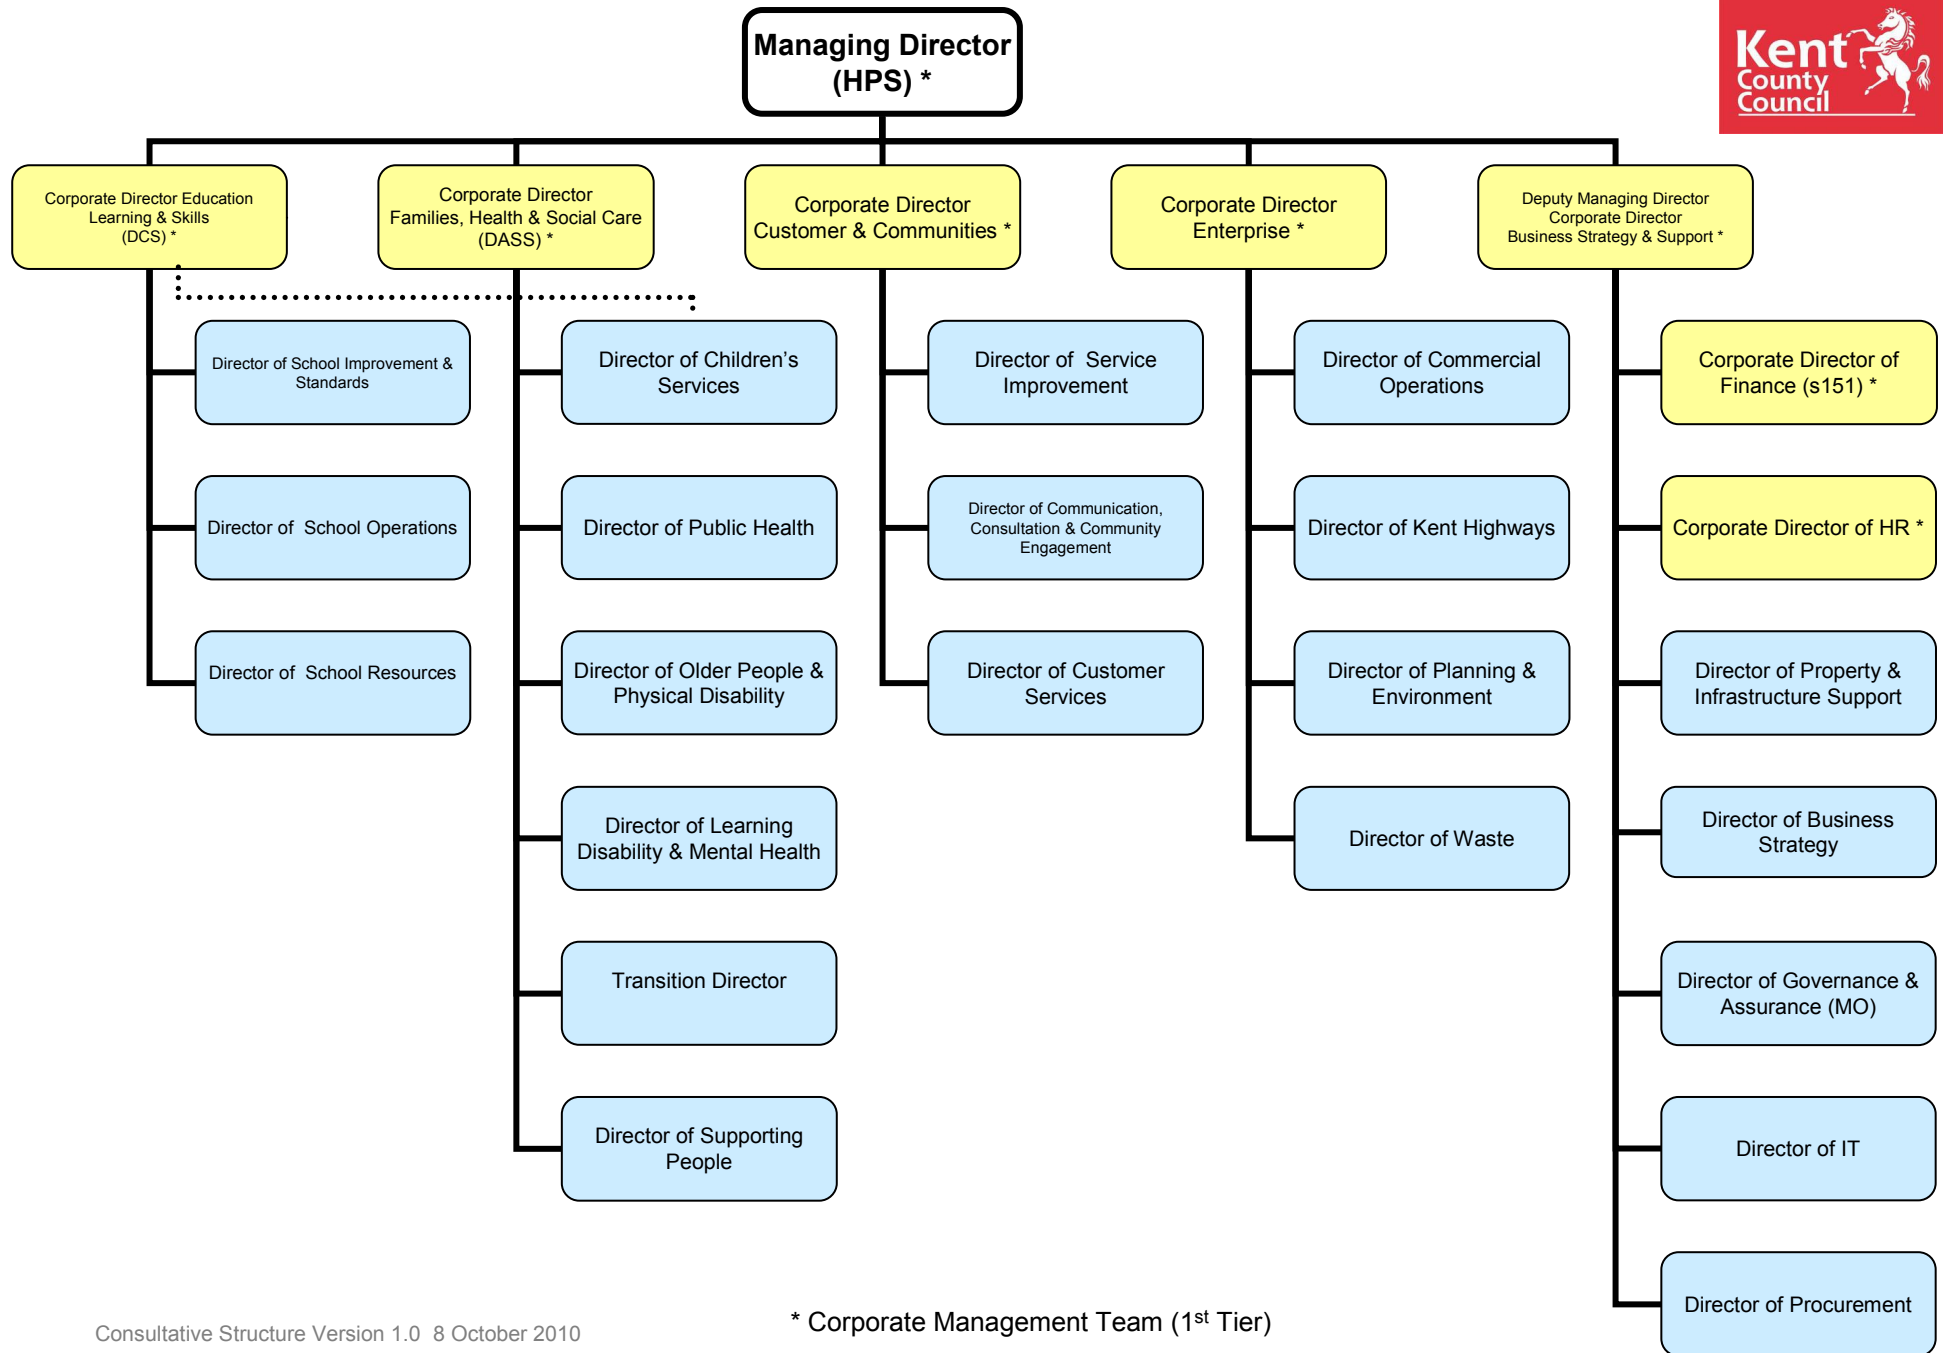 Managing Director
(HPS) *
Kent
County
Council
Corporate Director Education
Learning & Skills
(DCS) *
Corporate Director
Families, Health & Social Care
(DASS) *
Corporate Director
Customer & Communities *
Corporate Director
Enterprise *
Deputy Managing Director
Corporate Director
Business Strategy & Support *
Director of School Improvement &
Standards
Director of  School Operations
Director of  School Resources
Director of Children’s
Services
Director of Public Health
Director of Older People &
Physical Disability
Director of Learning
Disability & Mental Health
Transition Director
Director of Supporting
People
Director of  Service
Improvement
Director of Communication,
Consultation & Community
Engagement
Director of Customer
Services
Director of Commercial
Operations
Director of Kent Highways
Director of Planning &
Environment
Director of Waste
Corporate Director of
Finance (s151) *
Corporate Director of HR *
Director of Property &
Infrastructure Support
Director of Business
Strategy
Director of Governance &
Assurance (MO)
Director of IT
Director of Procurement
Consultative Structure Version 1.0  8 October 2010
* Corporate Management Team (1st Tier)